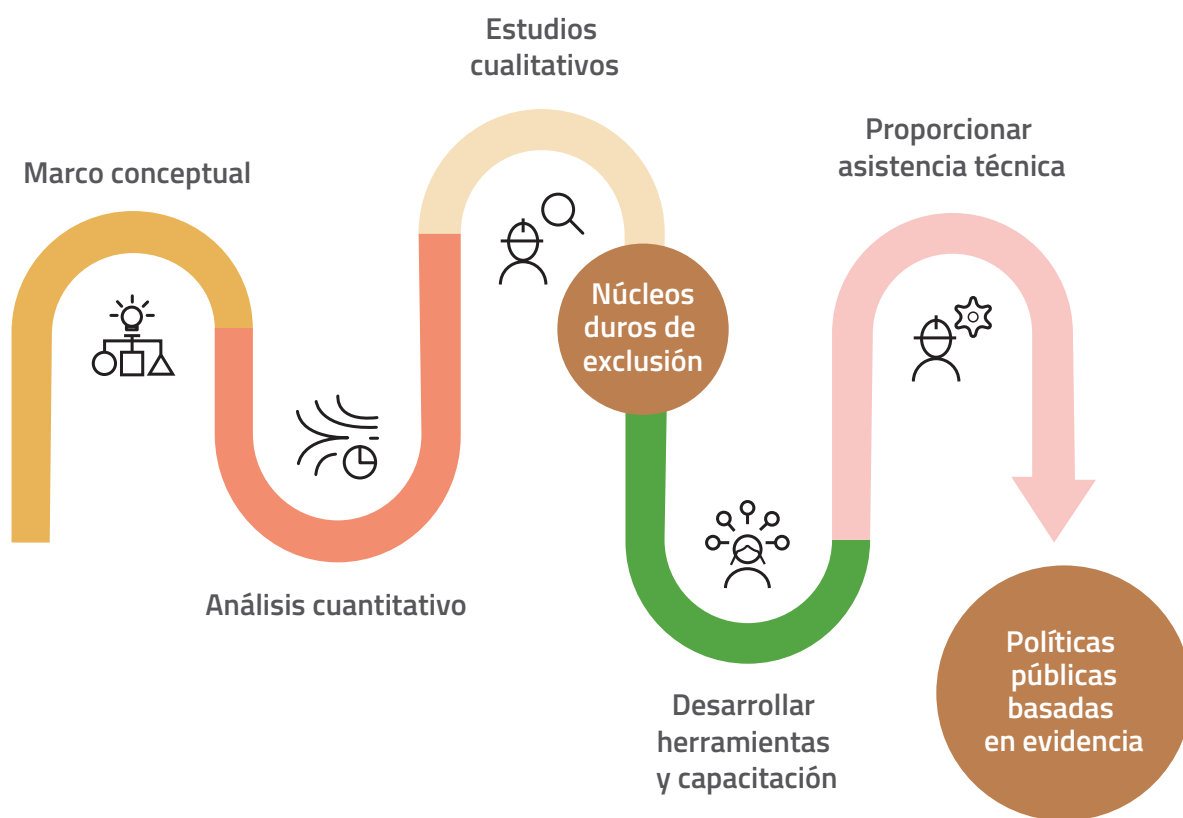 Marco conceptual
Análisis cuantitativo
Estudios
cualitativos
Núcleos
duros de
exclusión
Desarrollar
herramientas
y capacitación
Proporcionar
asistencia técnica
Políticas
públicas
basadas
en evidencia